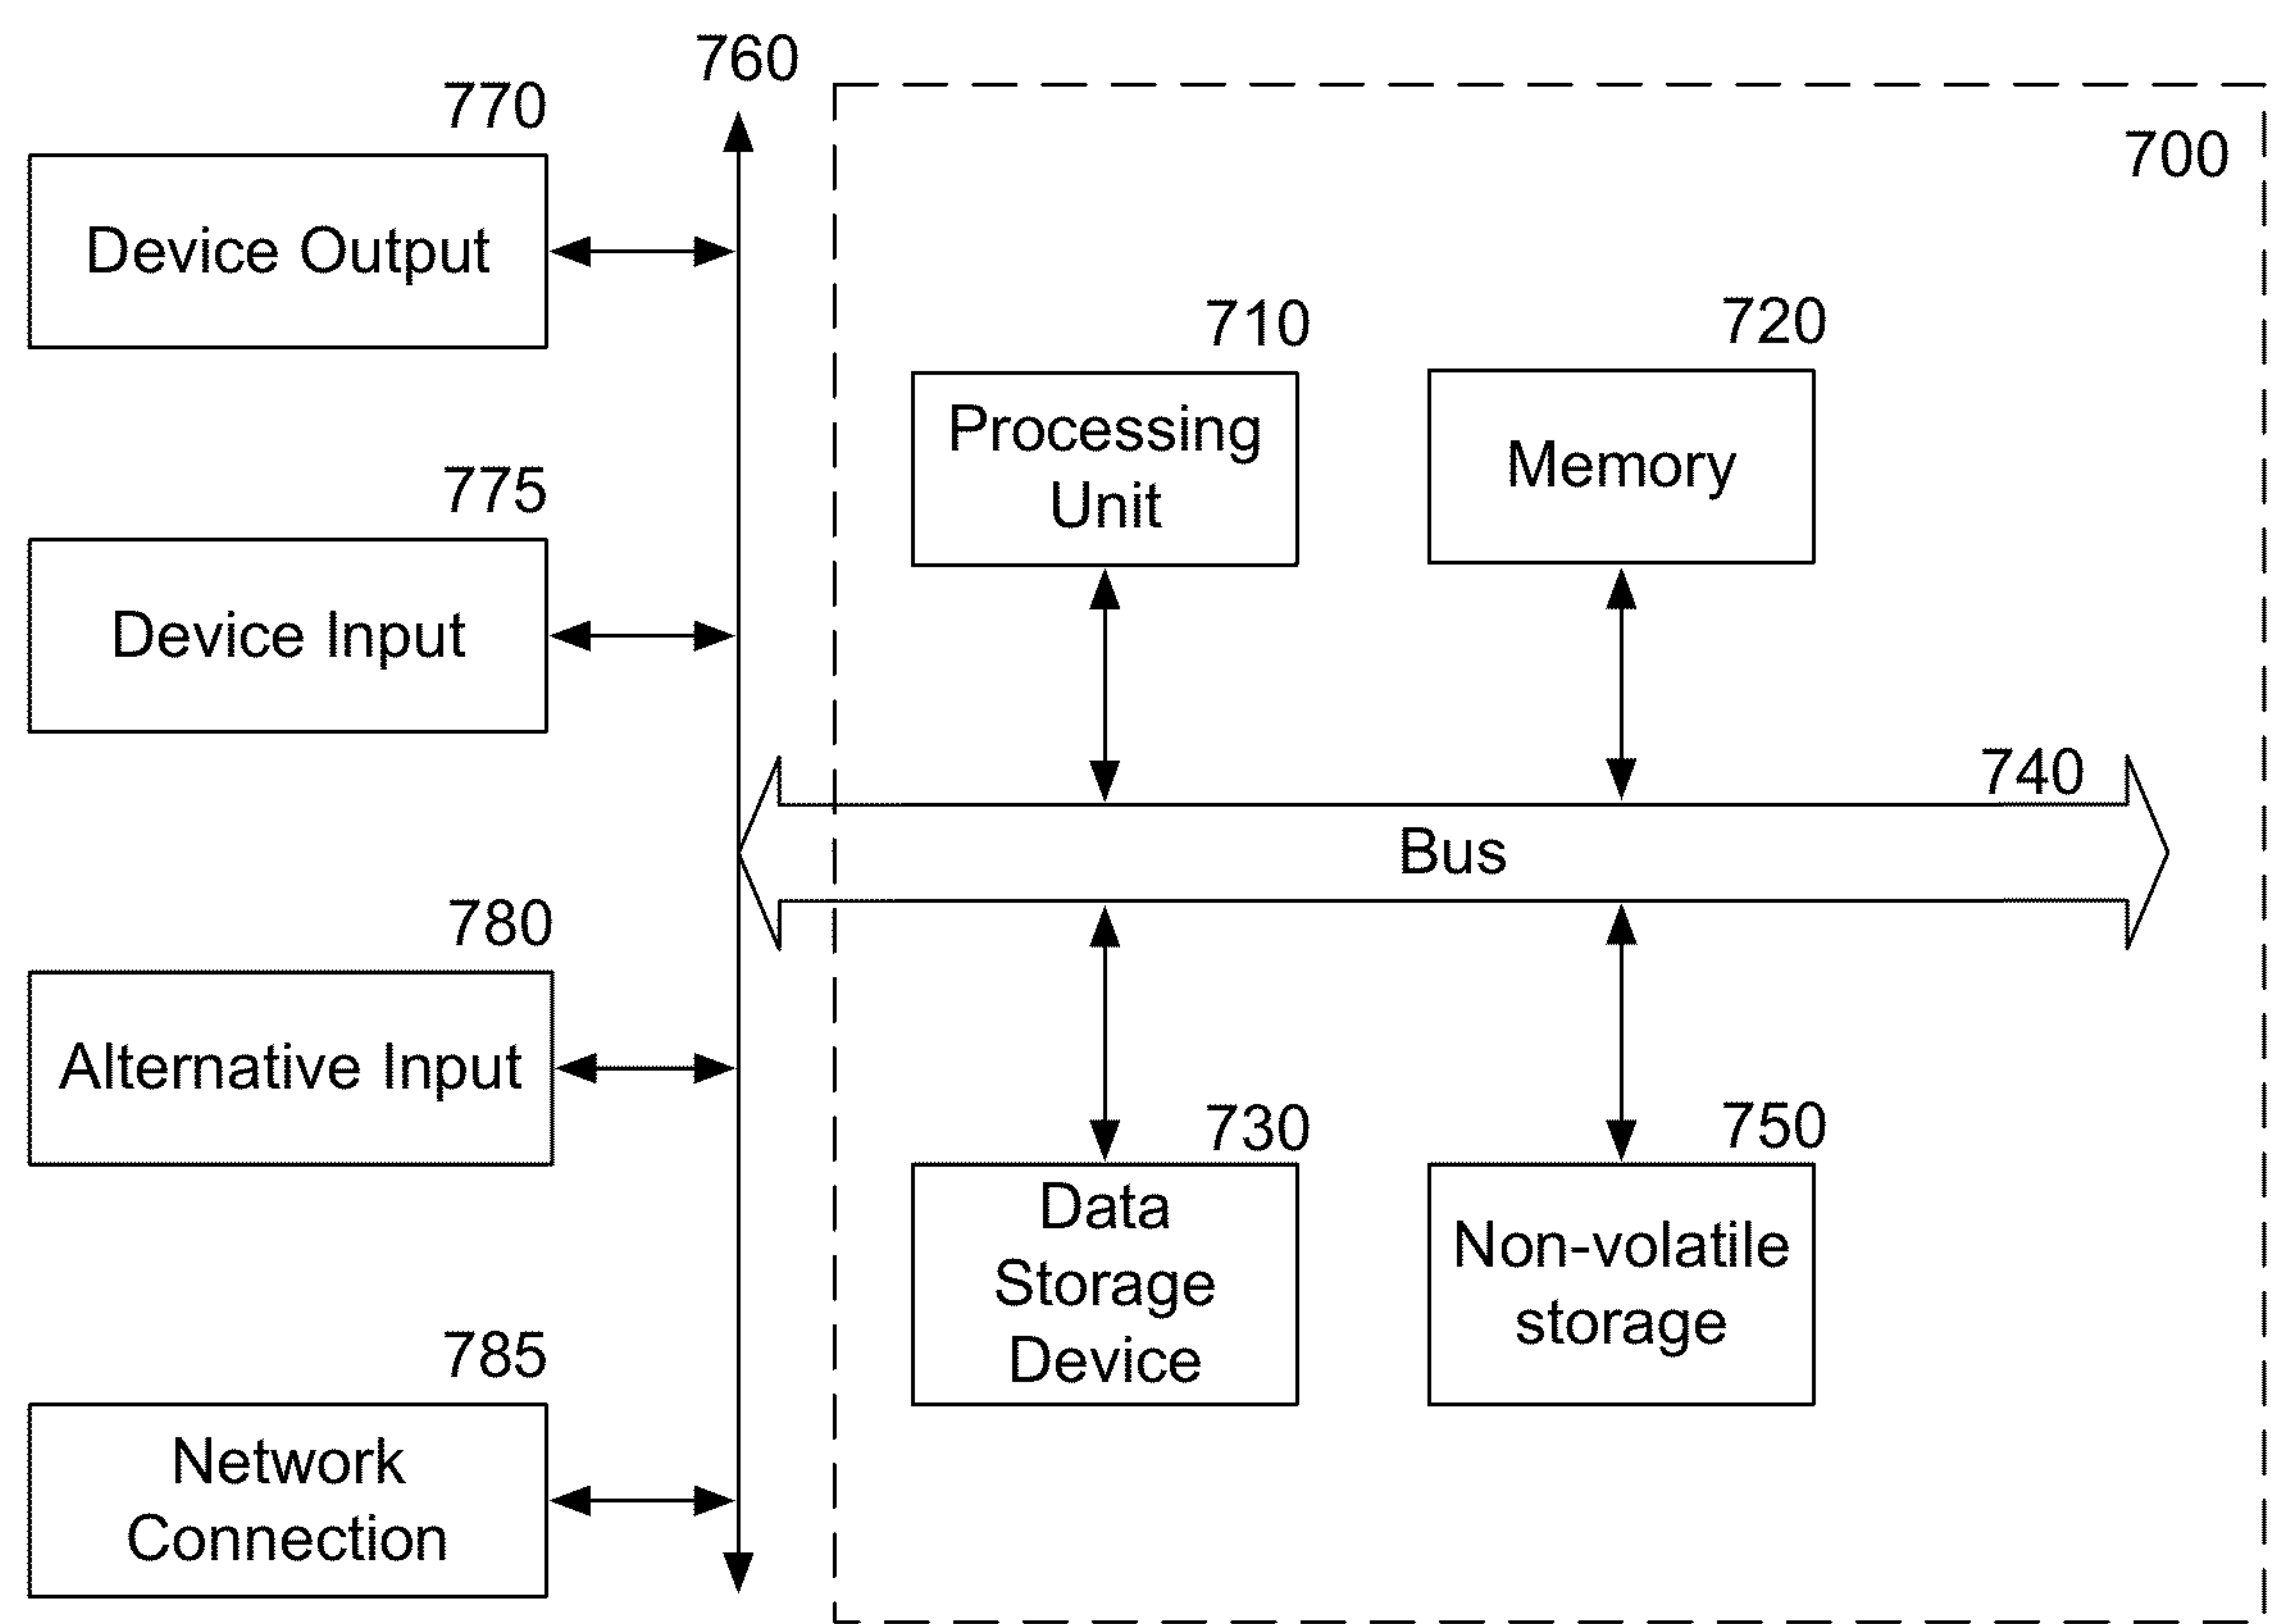 760
770
Device Output
775
Device Input
780
Alternative Input
785
Network
Connection
700
710
Processing
Unit
720
Memory
740
Bus
730
Data
Storage
Device
750
Non-volatile
storage